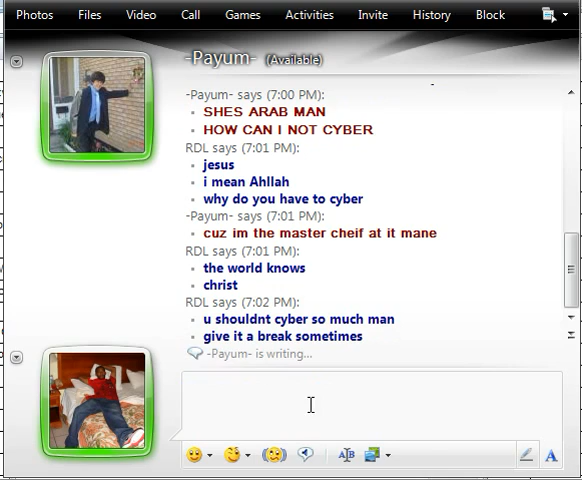 Photos Files Video Call Games Activities Invite History Block
-Payum- (Available)
-Payum- says (7:00 PM):
SHES ARAB MAN
HOW CAN I NOT CYBER
RDL says (7:01 PM):
jesus
i mean Ahllah
why do you have to cyber
-Payum- says (7:01 PM):
cuz im the master cheif at it mane
RDL says (7:01 PM):
the world knows
christ
RDL says (7:02 PM):
u shouldnt cyber so much man
give it a break sometimes
-Payum- is writing...
A